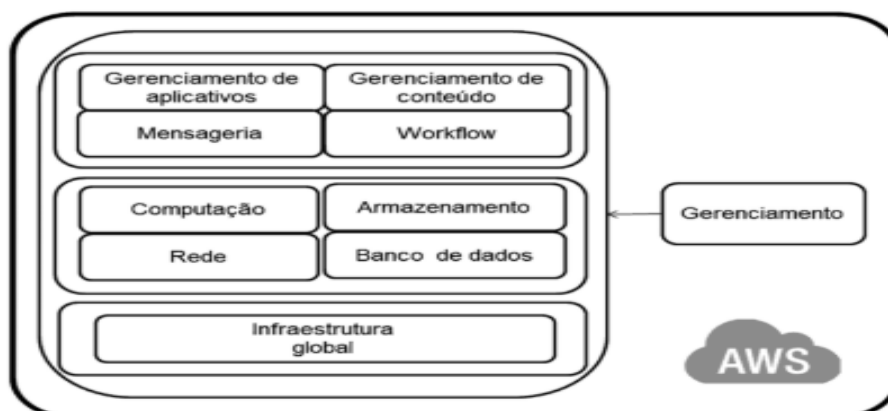 Gerenciamento de
aplicativos
Gerenciamento de
conteúdo
Mensageria
Workflow
Computação
Armazenamento
Rede
Banco de dados
Infraestrutura
global
Gerenciamento
AWS